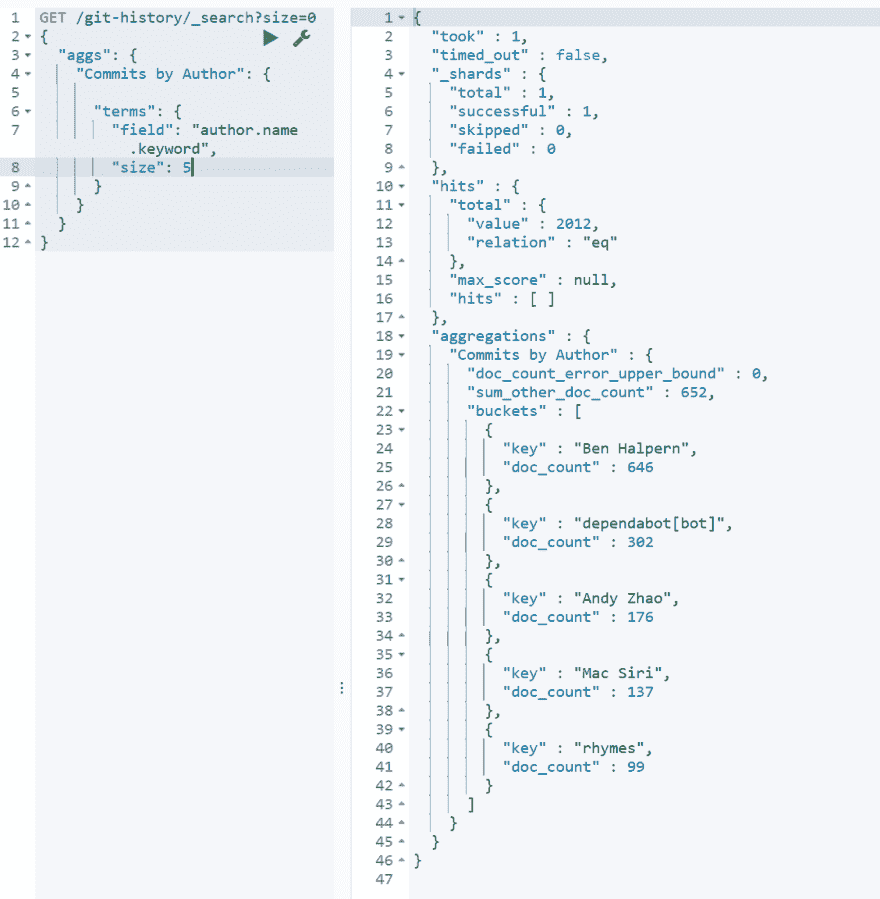 1 GET /git-history/_search?size=0
2 {
3 "aggs": {
4 "Commits by Author": {
5
6 "terms": {
7 "field": "author.name
.keyword",
8 "size": 5
9 }
10 }
11 }
12 }
1 {
2 "took" : 1,
3 "timed_out" : false,
4 "_shards" : {
5 "total" : 1,
6 "successful" : 1,
7 "skipped" : 0,
8 "failed" : 0
9 },
10 "hits" : {
11 "total" : {
12 "value" : 2012,
13 "relation" : "eq"
14 },
15 "max_score" : null,
16 "hits" : [ ]
17 },
18 "aggregations" : {
19 "Commits by Author" : {
20 "doc_count_error_upper_bound" : 0,
21 "sum_other_doc_count" : 652,
22 "buckets" : [
23 {
24 "key" : "Ben Halpern",
25 "doc_count" : 646
26 },
27 {
28 "key" : "dependabot[bot]",
29 "doc_count" : 302
30 },
31 {
32 "key" : "Andy Zhao",
33 "doc_count" : 176
34 },
35 {
36 "key" : "Mac Siri",
37 "doc_count" : 137
38 },
39 {
40 "key" : "rhymes",
41 "doc_count" : 99
42 }
43 ]
44 }
45 }
46 }
47